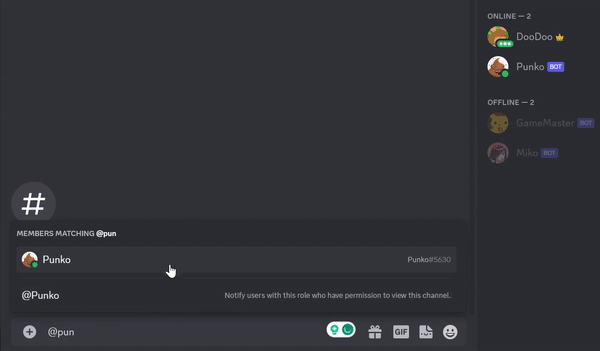 ONLINE — 2
DooDoo
Punko BOT
OFFLINE — 2
GameMaster BOT
Miko BOT
#
MEMBERS MATCHING @pun
Punko Punko#5630
@Punko Notify users with this role who have permission to view this channel.
@pun GIF